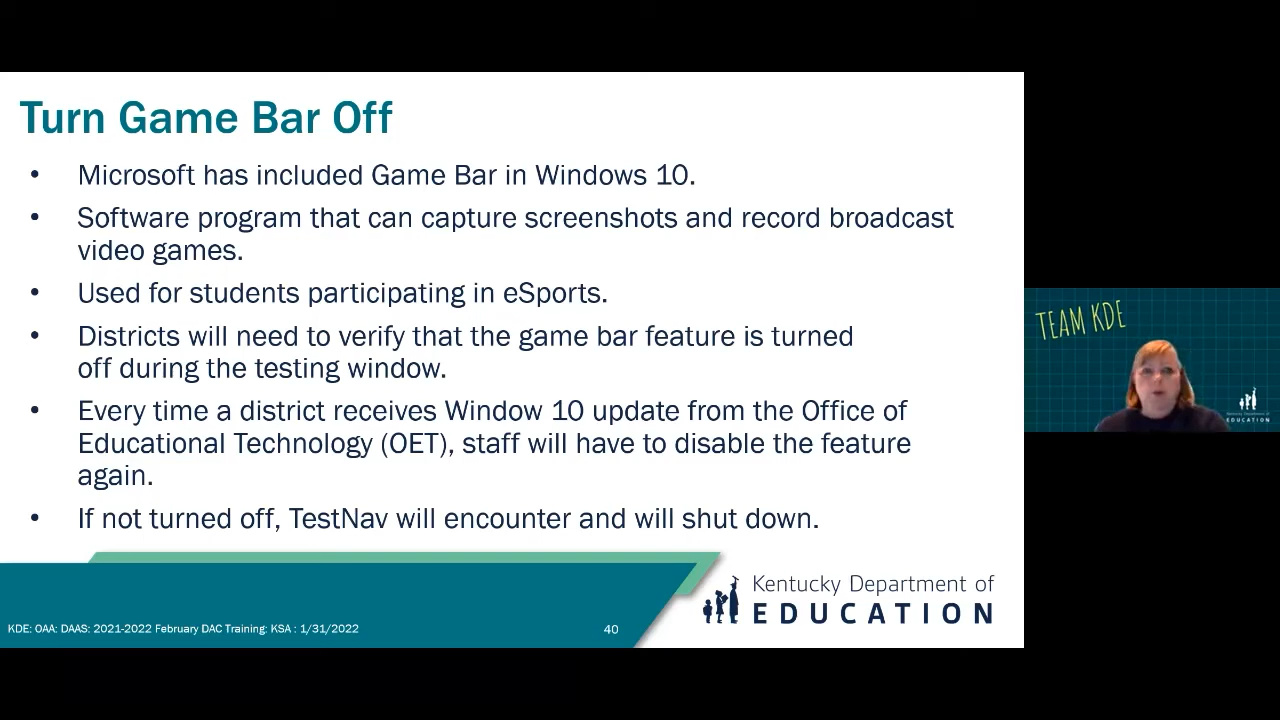 Turn Game Bar Off
• Microsoft has included Game Bar in Windows 10.
• Software program that can capture screenshots and record broadcast
video games.
• Used for students participating in eSports.
• Districts will need to verify that the game bar feature is turned
off during the testing window.
• Every time a district receives Window 10 update from the Office of
Educational Technology (OET), staff will have to disable the feature
again.
• If not turned off, TestNav will encounter and will shut down.
KDE: OAA: DAAS: 2021-2022 February DAC Training: KSA : 1/31/2022
40
Kentucky Department of
EDUCATION
TEAM KDE
Kentucky Department of
EDUCATION